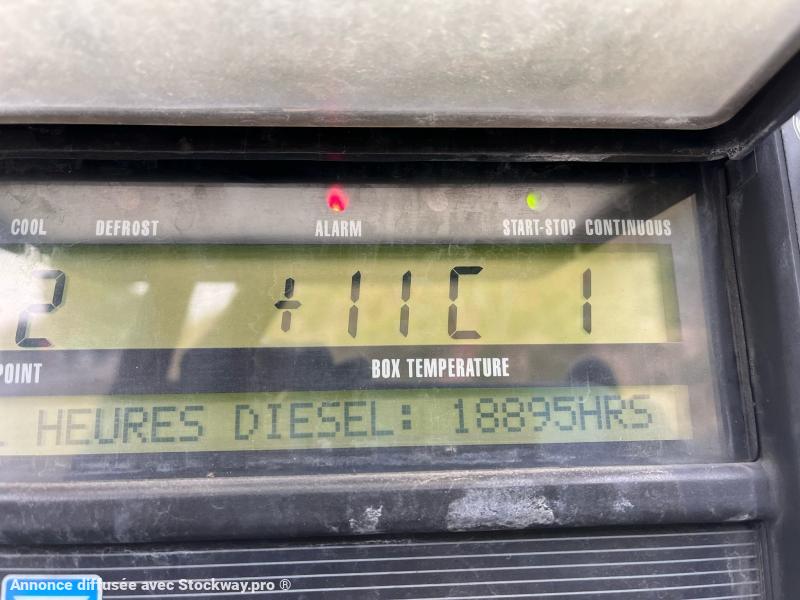 COOL DEFROST ALARM START-STOP CONTINUOUS
2 +11C 1
POINT BOX TEMPERATURE
HEURES DIESEL: 18895HRS
Annonce diffusée avec Stockway.pro ®